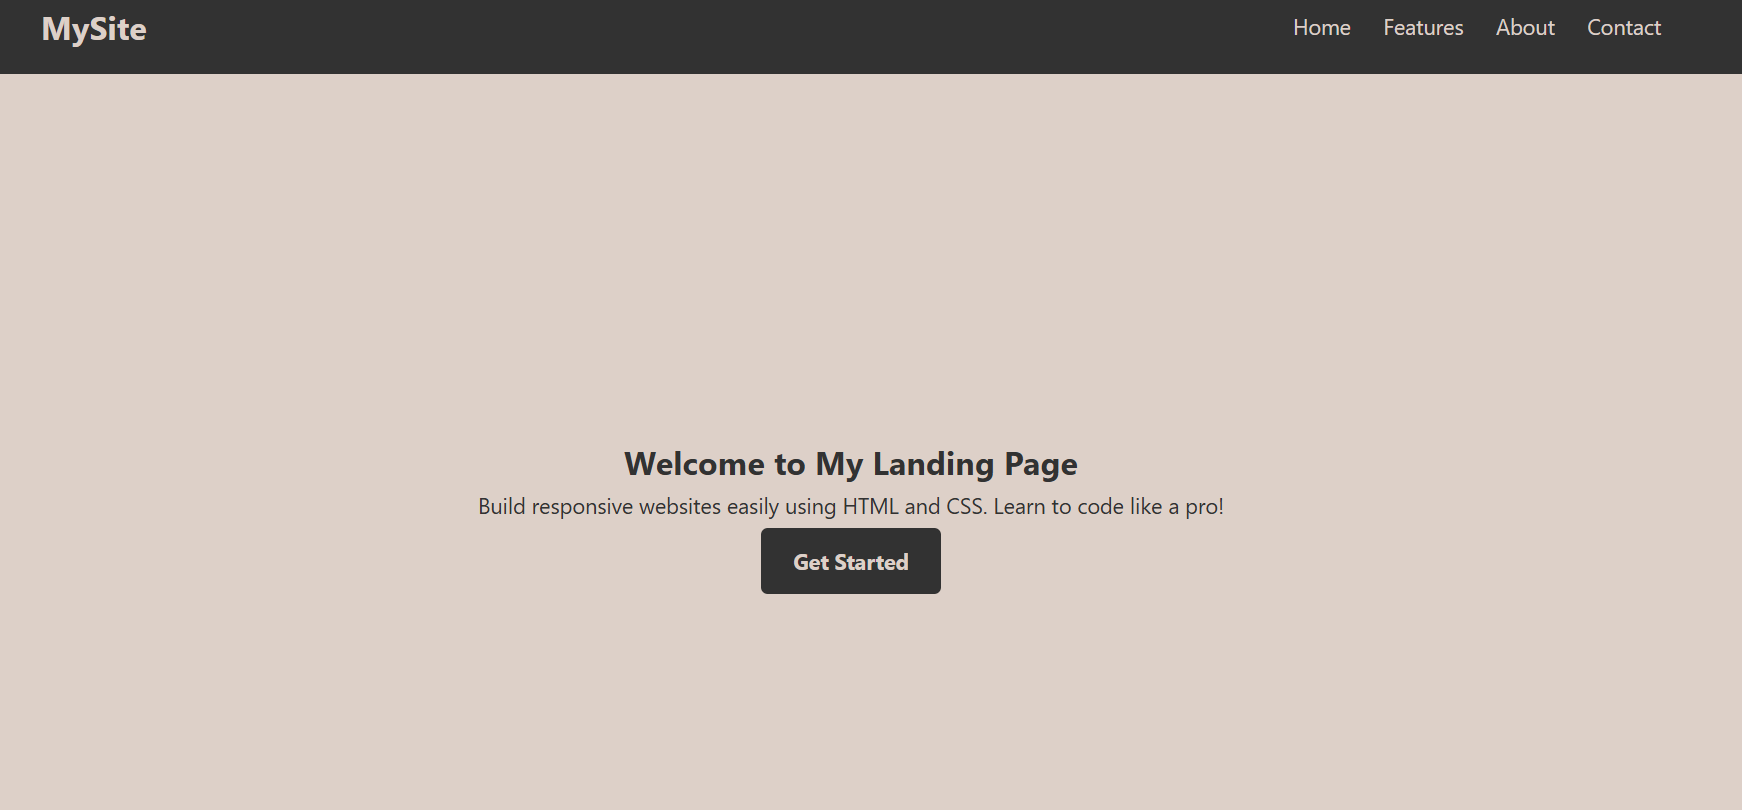 MySite
Home Features About Contact
Welcome to My Landing Page
Build responsive websites easily using HTML and CSS. Learn to code like a pro!
Get Started